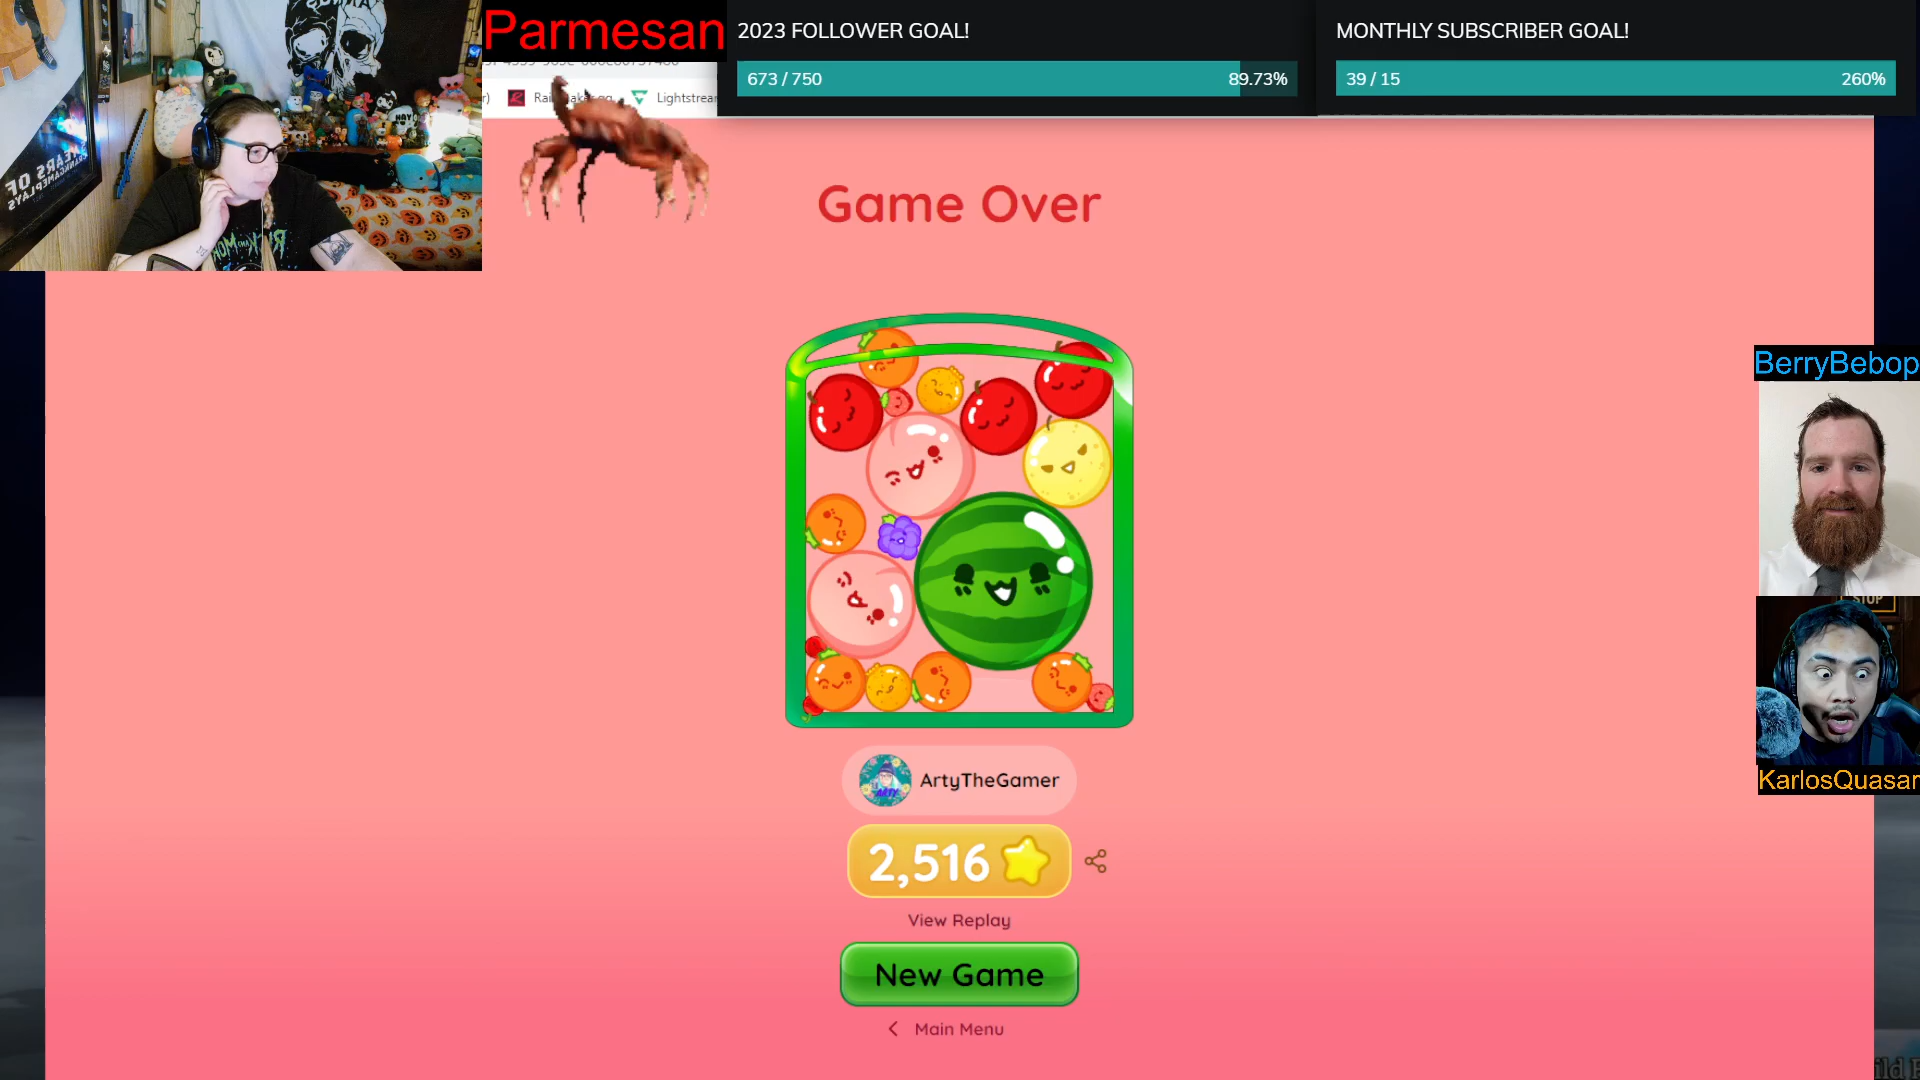 Parmesan
2023 FOLLOWER GOAL!
673 / 750
89.73%
MONTHLY SUBSCRIBER GOAL!
39 / 15
260%
Lightstream
Game Over
BerryBebop
STOP
KarlosQuasar
ArtyTheGamer
2,516
View Replay
New Game
Main Menu